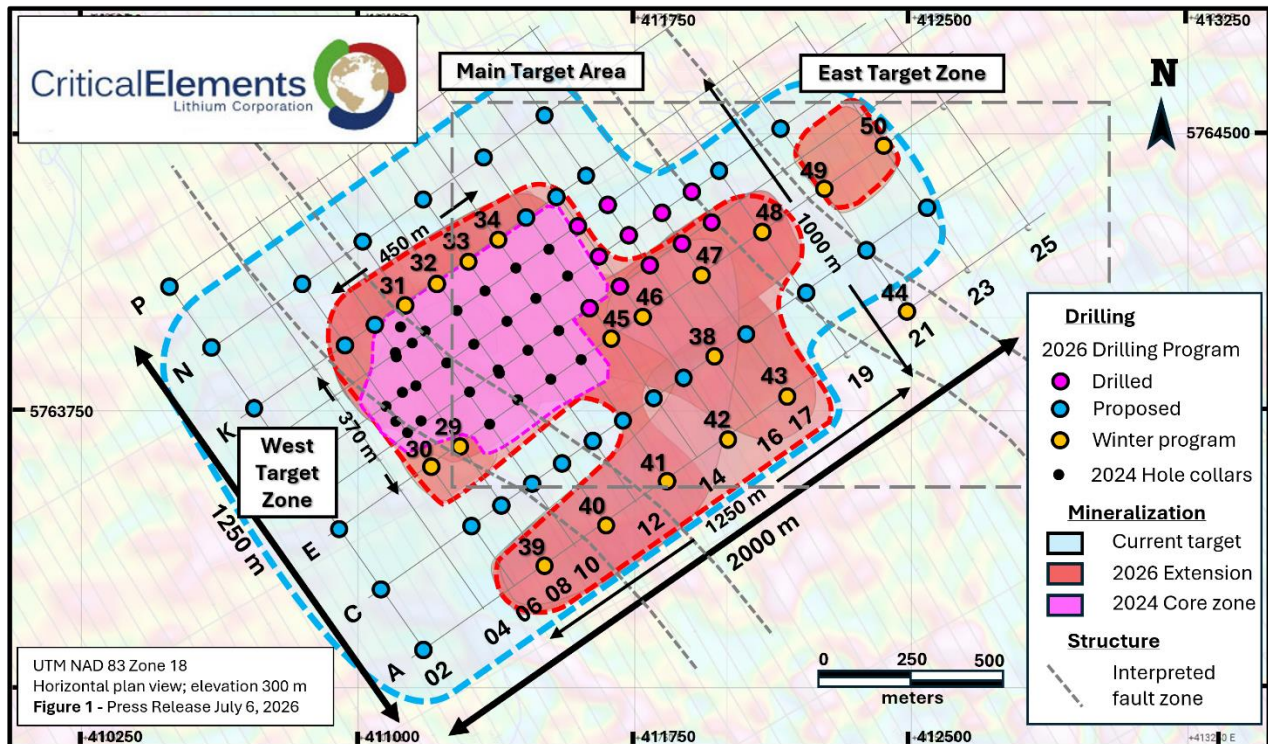 410250
411000
411750
412500
413250
CriticalElements
Lithium Corporation
Main Target Area
East Target Zone
N
5764500
50
49
48
47
1000 m
34
33
32
31
450 m
46
45
44
38
43
42
41
40
39
30
29
370 m
25
23
21
19
17
16
14
12
10
08
06
04
02
P
N
K
E
C
A
5763750
West
Target
Zone
1250 m
1250 m
2000 m
Drilling
2026 Drilling Program
Drilled
Proposed
Winter program
2024 Hole collars
Mineralization
Current target
2026 Extension
2024 Core zone
Structure
Interpreted
fault zone
0 250 500
meters
UTM NAD 83 Zone 18
Horizontal plan view; elevation 300 m
Figure 1 - Press Release July 6, 2026
410250
411000
411750
412500